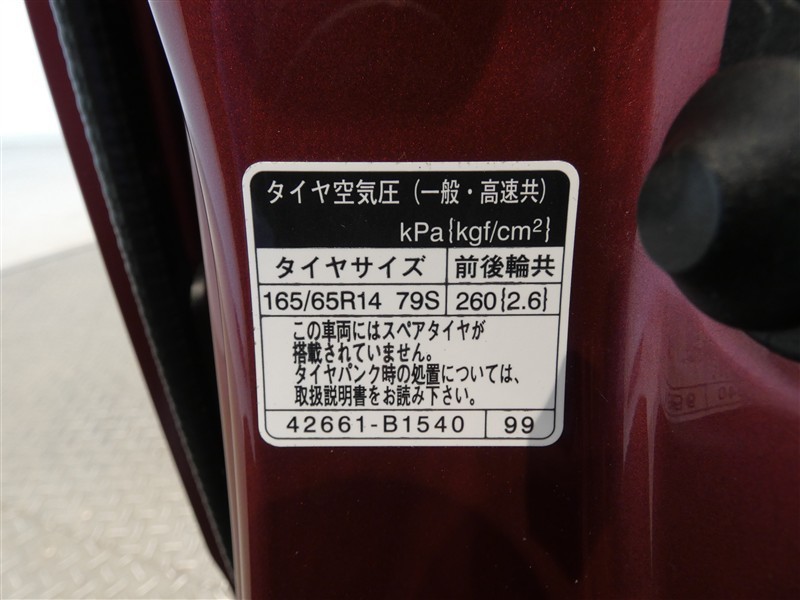 タイヤ空気圧（一般・高速共）
kPa{kgf/cm²}
タイヤサイズ 前後輪共
165/65R14 79S 260{2.6}
この車両にはスペアタイヤが
搭載されていません。
タイヤパンク時の処置については、
取扱説明書をお読み下さい。
42661-B1540 99